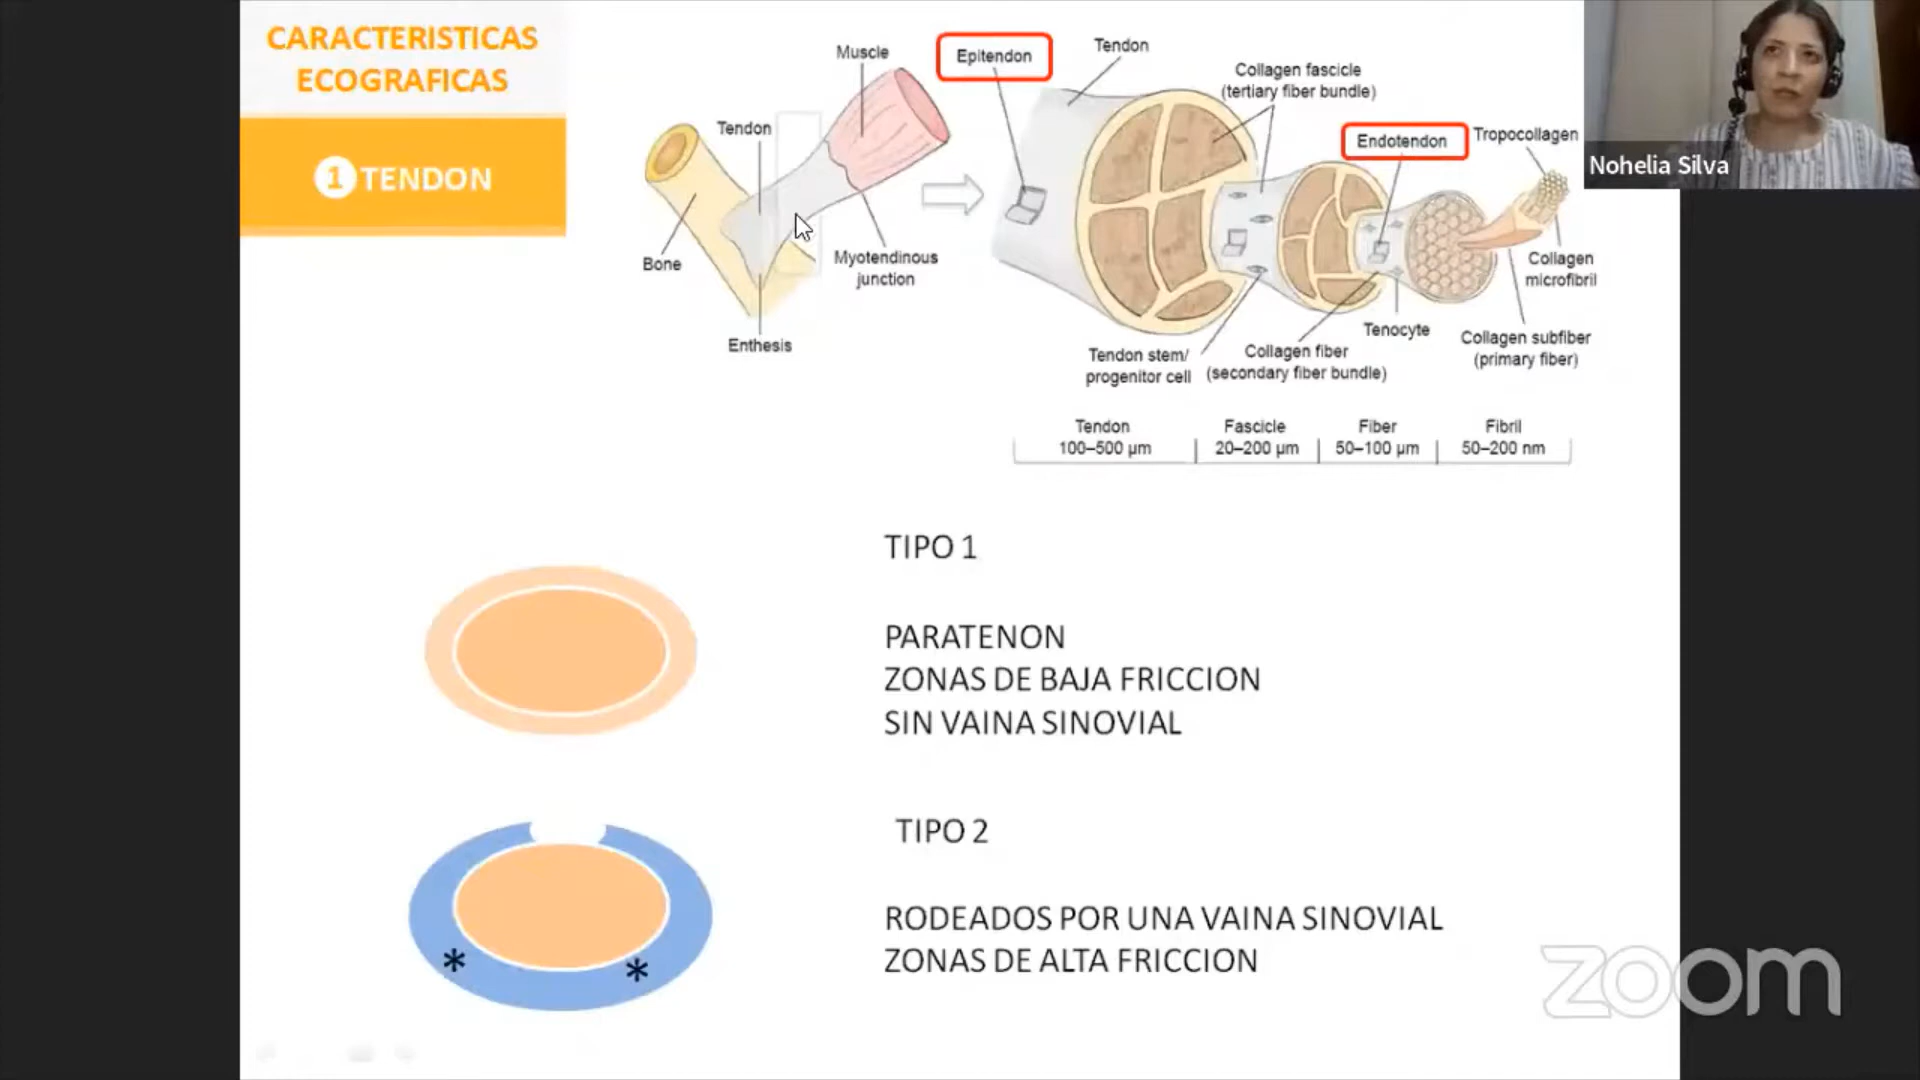 CARACTERISTICAS
ECOGRAFICAS
1 TENDON
Muscle
Tendon
Bone
Myotendinous
junction
Enthesis
Epitendon
Tendon
Collagen fascicle
(tertiary fiber bundle)
Endotendon
Tropocollagen
Collagen
microfibril
Tenocyte
Collagen subfiber
(primary fiber)
Collagen fiber
(secondary fiber bundle)
Tendon stem/
progenitor cell
Tendon
100–500 µm
Fascicle
20–200 µm
Fiber
50–100 µm
Fibril
50–200 nm
Nohelia Silva
TIPO 1
PARATENON
ZONAS DE BAJA FRICCION
SIN VAINA SINOVIAL
TIPO 2
RODEADOS POR UNA VAINA SINOVIAL
ZONAS DE ALTA FRICCION
* *
zoom